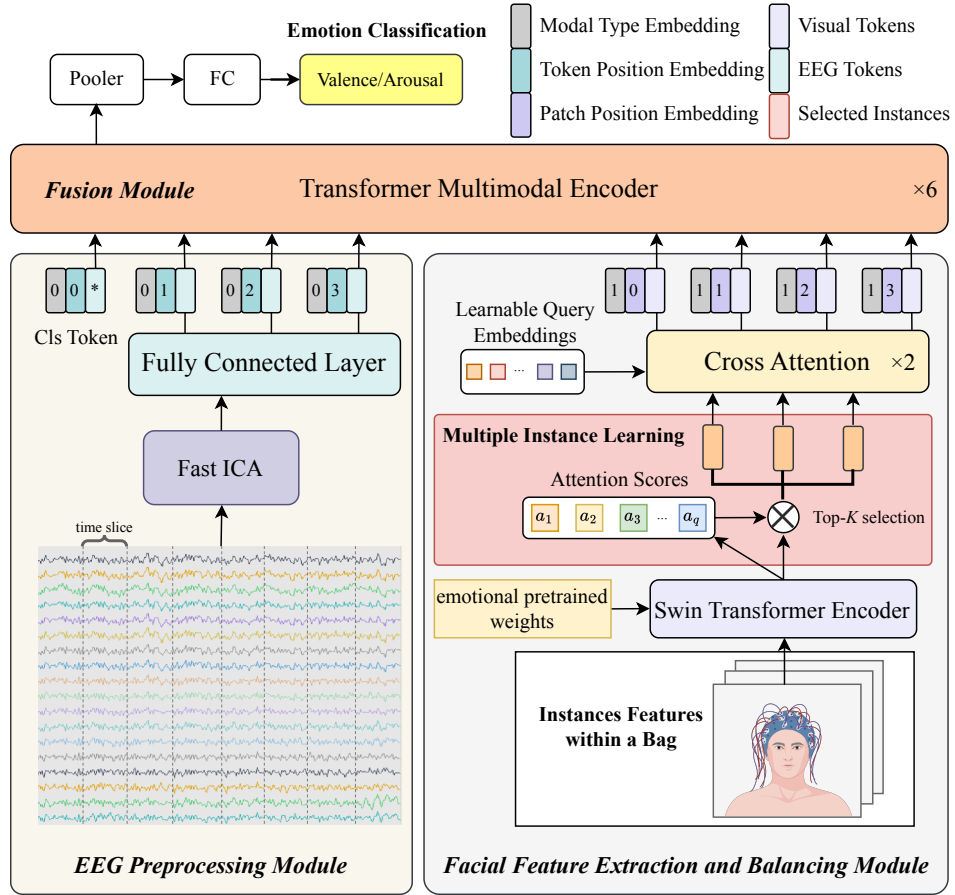 Emotion Classification
Pooler
FC
Valence/Arousal
Modal Type Embedding
Token Position Embedding
Patch Position Embedding
Visual Tokens
EEG Tokens
Selected Instances
Fusion Module
Transformer Multimodal Encoder
×6
0 0 *
0 1
0 2
0 3
Cls Token
Fully Connected Layer
Fast ICA
time slice
EEG Preprocessing Module
1 0
1 1
1 2
1 3
Learnable Query
Embeddings
...
Cross Attention ×2
Multiple Instance Learning
Attention Scores
a1 a2 a3 ... aq
Top-K selection
emotional pretrained
weights
Swin Transformer Encoder
Instances Features
within a Bag
Facial Feature Extraction and Balancing Module